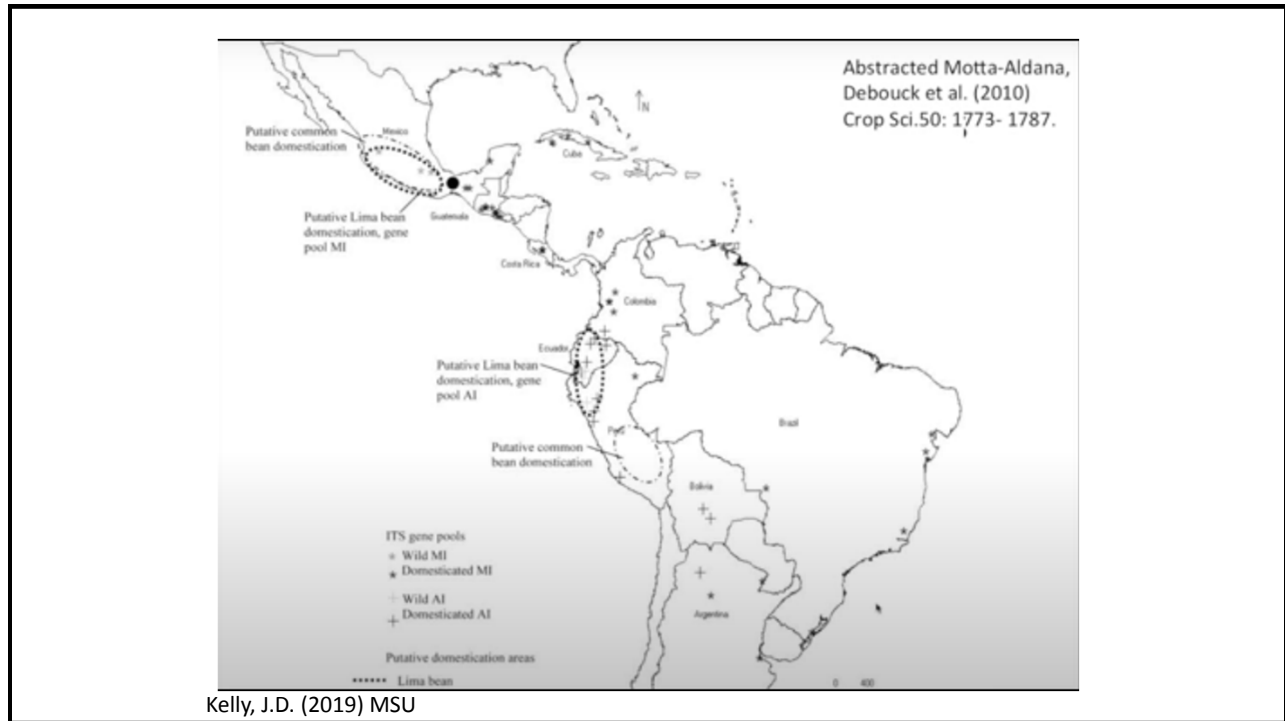 Abstracted Motta-Aldana,
Debouck et al. (2010)
Crop Sci.50: 1773- 1787.
N
Putative common
bean domestication
Mexico
Cuba
Putative Lima bean
domestication, gene
pool MI
Guatemala
Costa Rica
Colombia
Ecuador
Putative Lima bean
domestication, gene
pool AI
Peru
Brazil
Putative common
bean domestication
Bolivia
ITS gene pools
Wild MI
Domesticated MI
Wild AI
Domesticated AI
Argentina
Putative domestication areas
Lima bean
0 400
Kelly, J.D. (2019) MSU